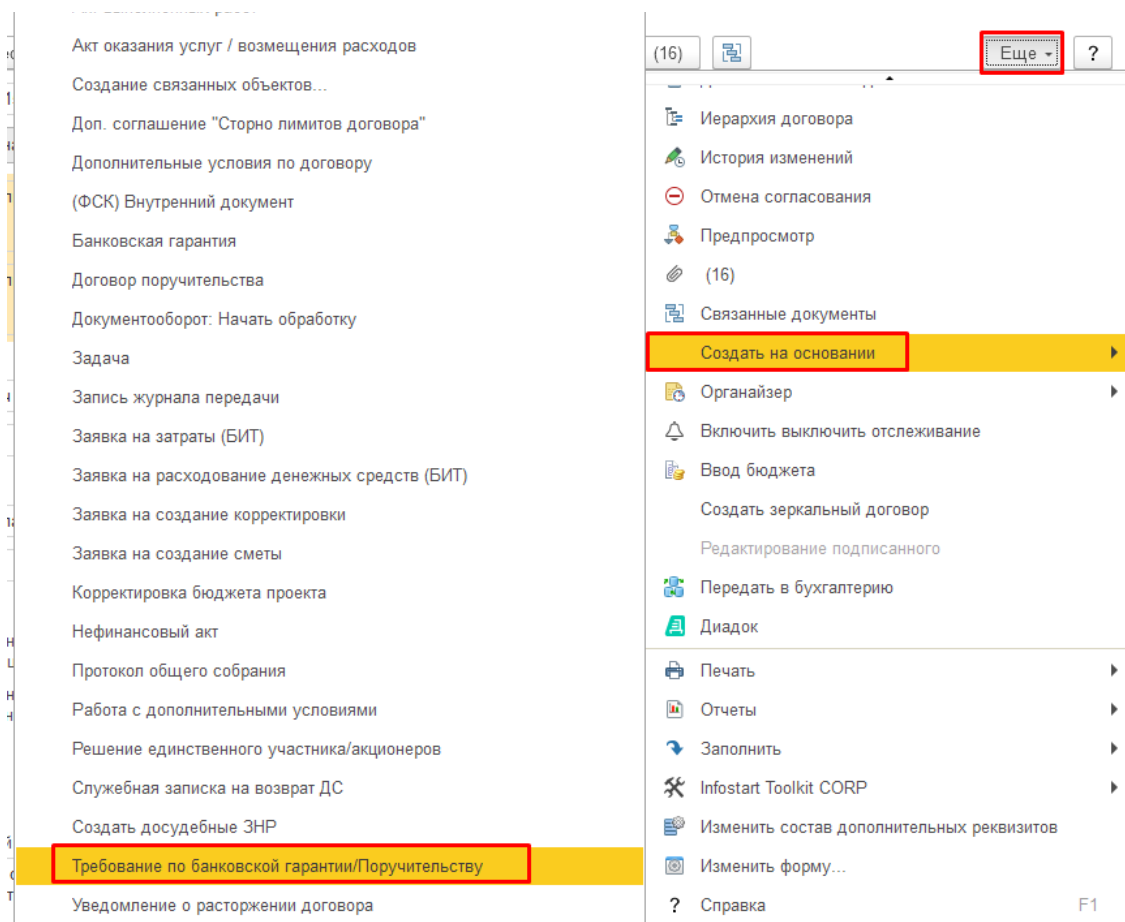 Акт оказания услуг / возмещения расходов
Создание связанных объектов...
Доп. соглашение "Сторно лимитов договора"
Дополнительные условия по договору
(ФСК) Внутренний документ
Банковская гарантия
Договор поручительства
Документооборот: Начать обработку
Задача
Запись журнала передачи
Заявка на затраты (БИТ)
Заявка на расходование денежных средств (БИТ)
Заявка на создание корректировки
Заявка на создание сметы
Корректировка бюджета проекта
Нефинансовый акт
Протокол общего собрания
Работа с дополнительными условиями
Решение единственного участника/акционеров
Служебная записка на возврат ДС
Создать досудебные ЗНР
Требование по банковской гарантии/Поручительству
Уведомление о расторжении договора
(16)
Еще
?
Иерархия договора
История изменений
Отмена согласования
Предпросмотр
(16)
Связанные документы
Создать на основании
Органайзер
Включить выключить отслеживание
Ввод бюджета
Создать зеркальный договор
Редактирование подписанного
Передать в бухгалтерию
Диадок
Печать
Отчеты
Заполнить
Infostart Toolkit CORP
Изменить состав дополнительных реквизитов
Изменить форму...
? Справка F1